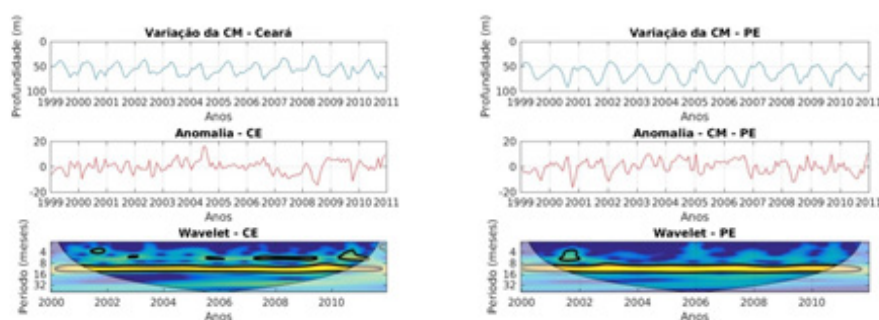 Variação da CM - Ceará
Profundidade (m)
0
50
100
1999 2000 2001 2002 2003 2004 2005 2006 2007 2008 2009 2010 2011
Anos
Anomalia - CE
20
0
-20
1999 2000 2001 2002 2003 2004 2005 2006 2007 2008 2009 2010 2011
Anos
Wavelet - CE
Período (meses)
4
8
16
32
2000 2002 2004 2006 2008 2010
Anos
Variação da CM - PE
Profundidade (m)
0
50
100
1999 2000 2001 2002 2003 2004 2005 2006 2007 2008 2009 2010 2011
Anos
Anomalia - CM - PE
20
0
-20
1999 2000 2001 2002 2003 2004 2005 2006 2007 2008 2009 2010 2011
Anos
Wavelet - PE
Período (meses)
4
8
16
32
2000 2002 2004 2006 2008 2010
Anos